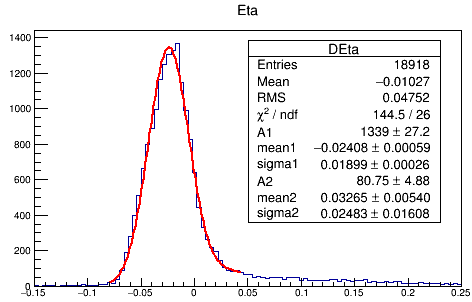 Eta
DEta
Entries 18918
Mean −0.01027
RMS 0.04752
χ² / ndf 144.5 / 26
A1 1339 ± 27.2
mean1 −0.02408 ± 0.00059
sigma1 0.01899 ± 0.00026
A2 80.75 ± 4.88
mean2 0.03265 ± 0.00540
sigma2 0.02483 ± 0.01608
1400
1200
1000
800
600
400
200
0
−0.15 −0.1 −0.05 0 0.05 0.1 0.15 0.2 0.25